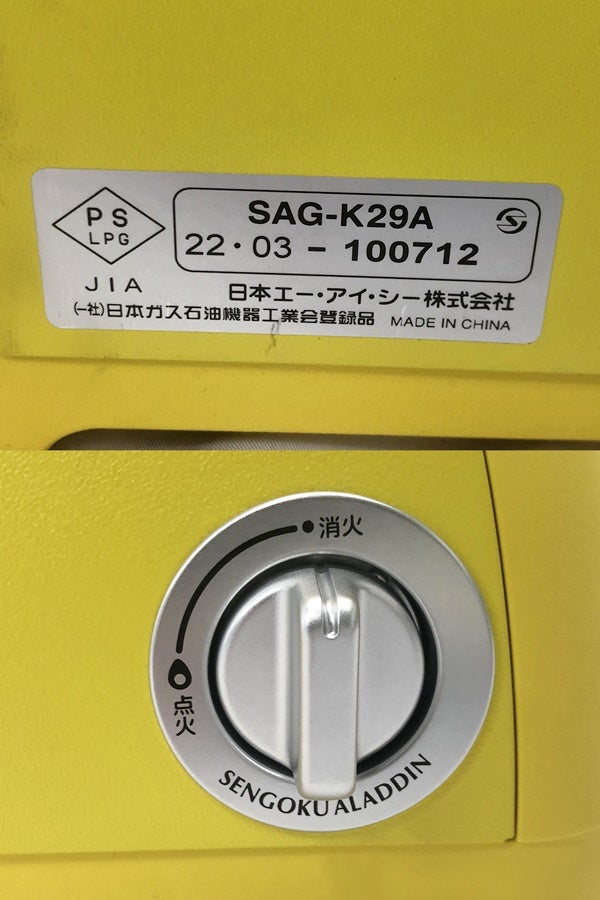 PS
LPG
JIA
SAG-K29A
22・03 - 100712
日本エー・アイ・シー株式会社
(一社)日本ガス石油機器工業会登録品 MADE IN CHINA
消火
点火
SENGOKU ALADDIN